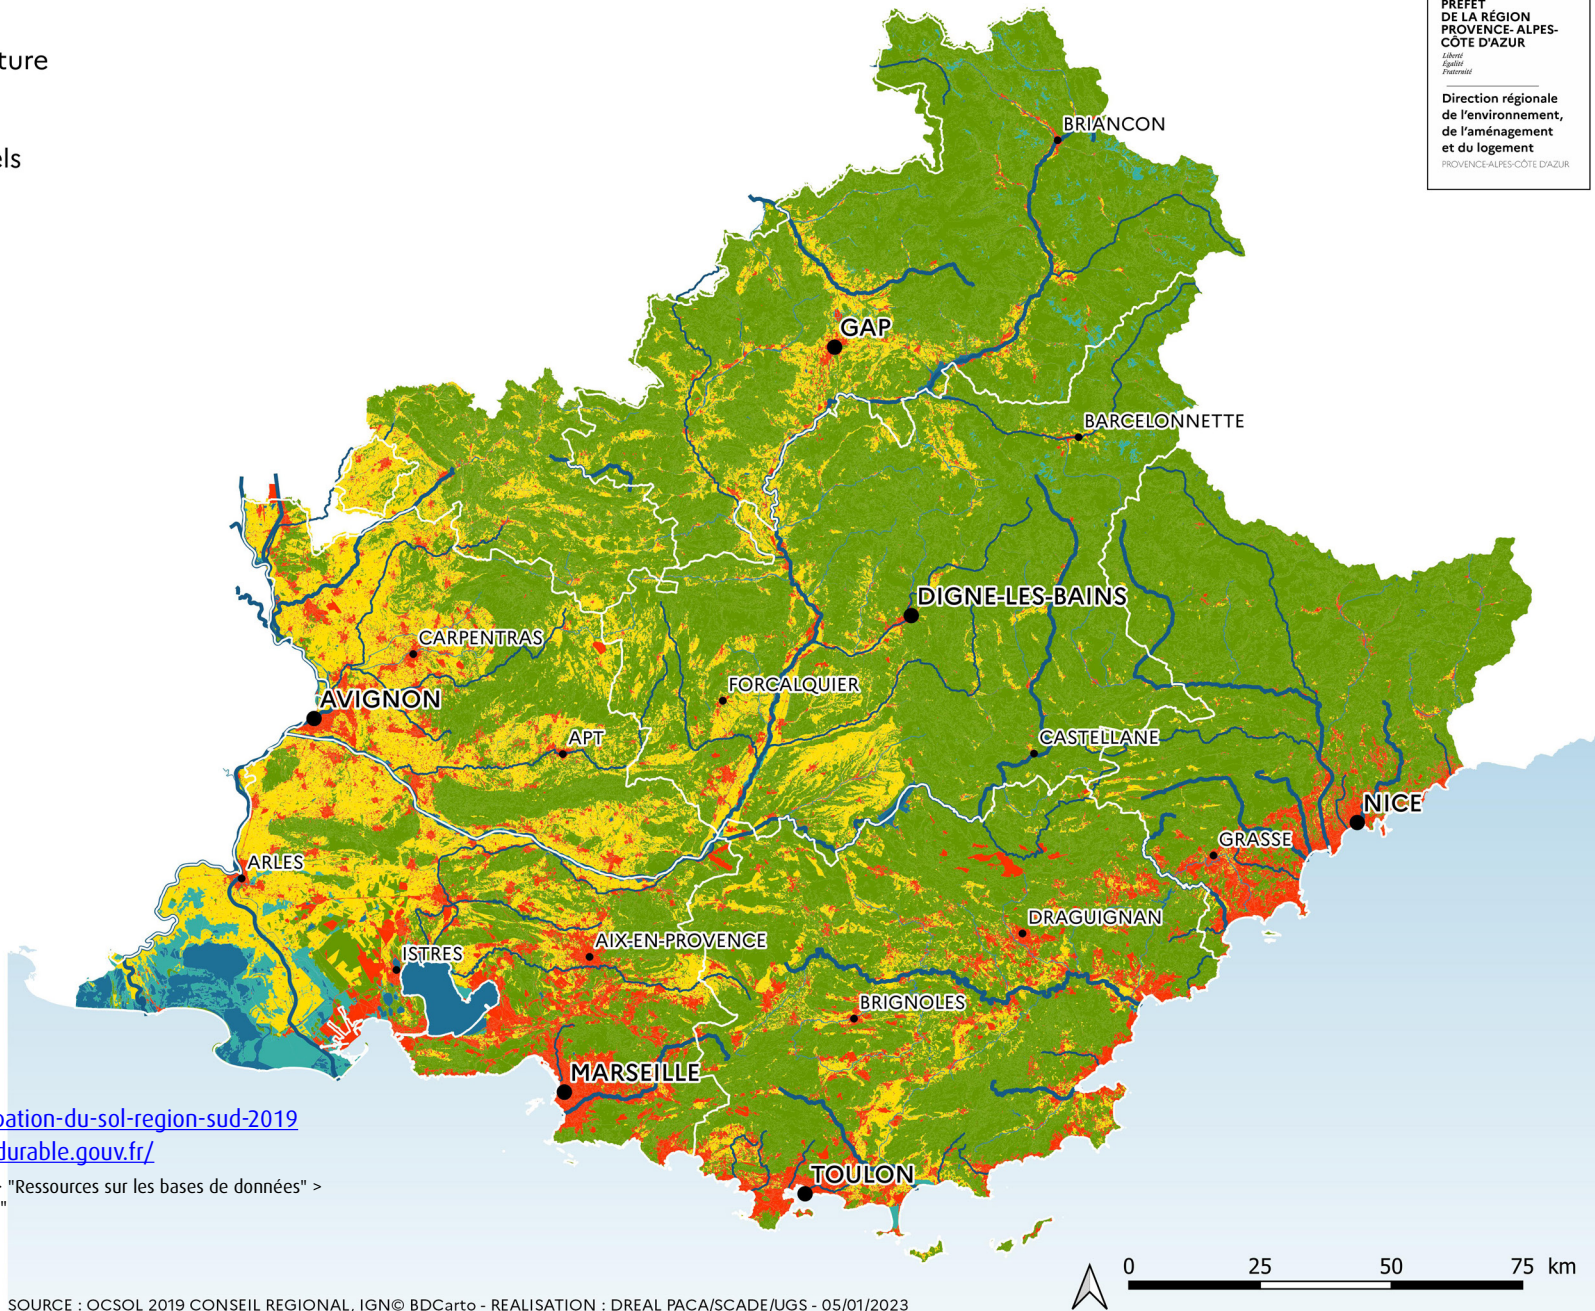 ture
els
PRÉFET
DE LA RÉGION
PROVENCE- ALPES-
CÔTE D'AZUR
Liberté
Égalité
Fraternité
Direction régionale
de l'environnement,
de l'aménagement
et du logement
PROVENCE-ALPES-CÔTE D'AZUR
BRIANCON
GAP
BARCELONNETTE
DIGNE-LES-BAINS
CARPENTRAS
FORCALQUIER
AVIGNON
APT
CASTELLANE
NICE
GRASSE
ARLES
DRAGUIGNAN
AIX-EN-PROVENCE
ISTRES
BRIGNOLES
MARSEILLE
TOULON
pation-du-sol-region-sud-2019
durable.gouv.fr/
"Ressources sur les bases de données" >
"
0 25 50 75 km
SOURCE : OCSOL 2019 CONSEIL REGIONAL, IGN© BDCarto - REALISATION : DREAL PACA/SCADE/UGS - 05/01/2023